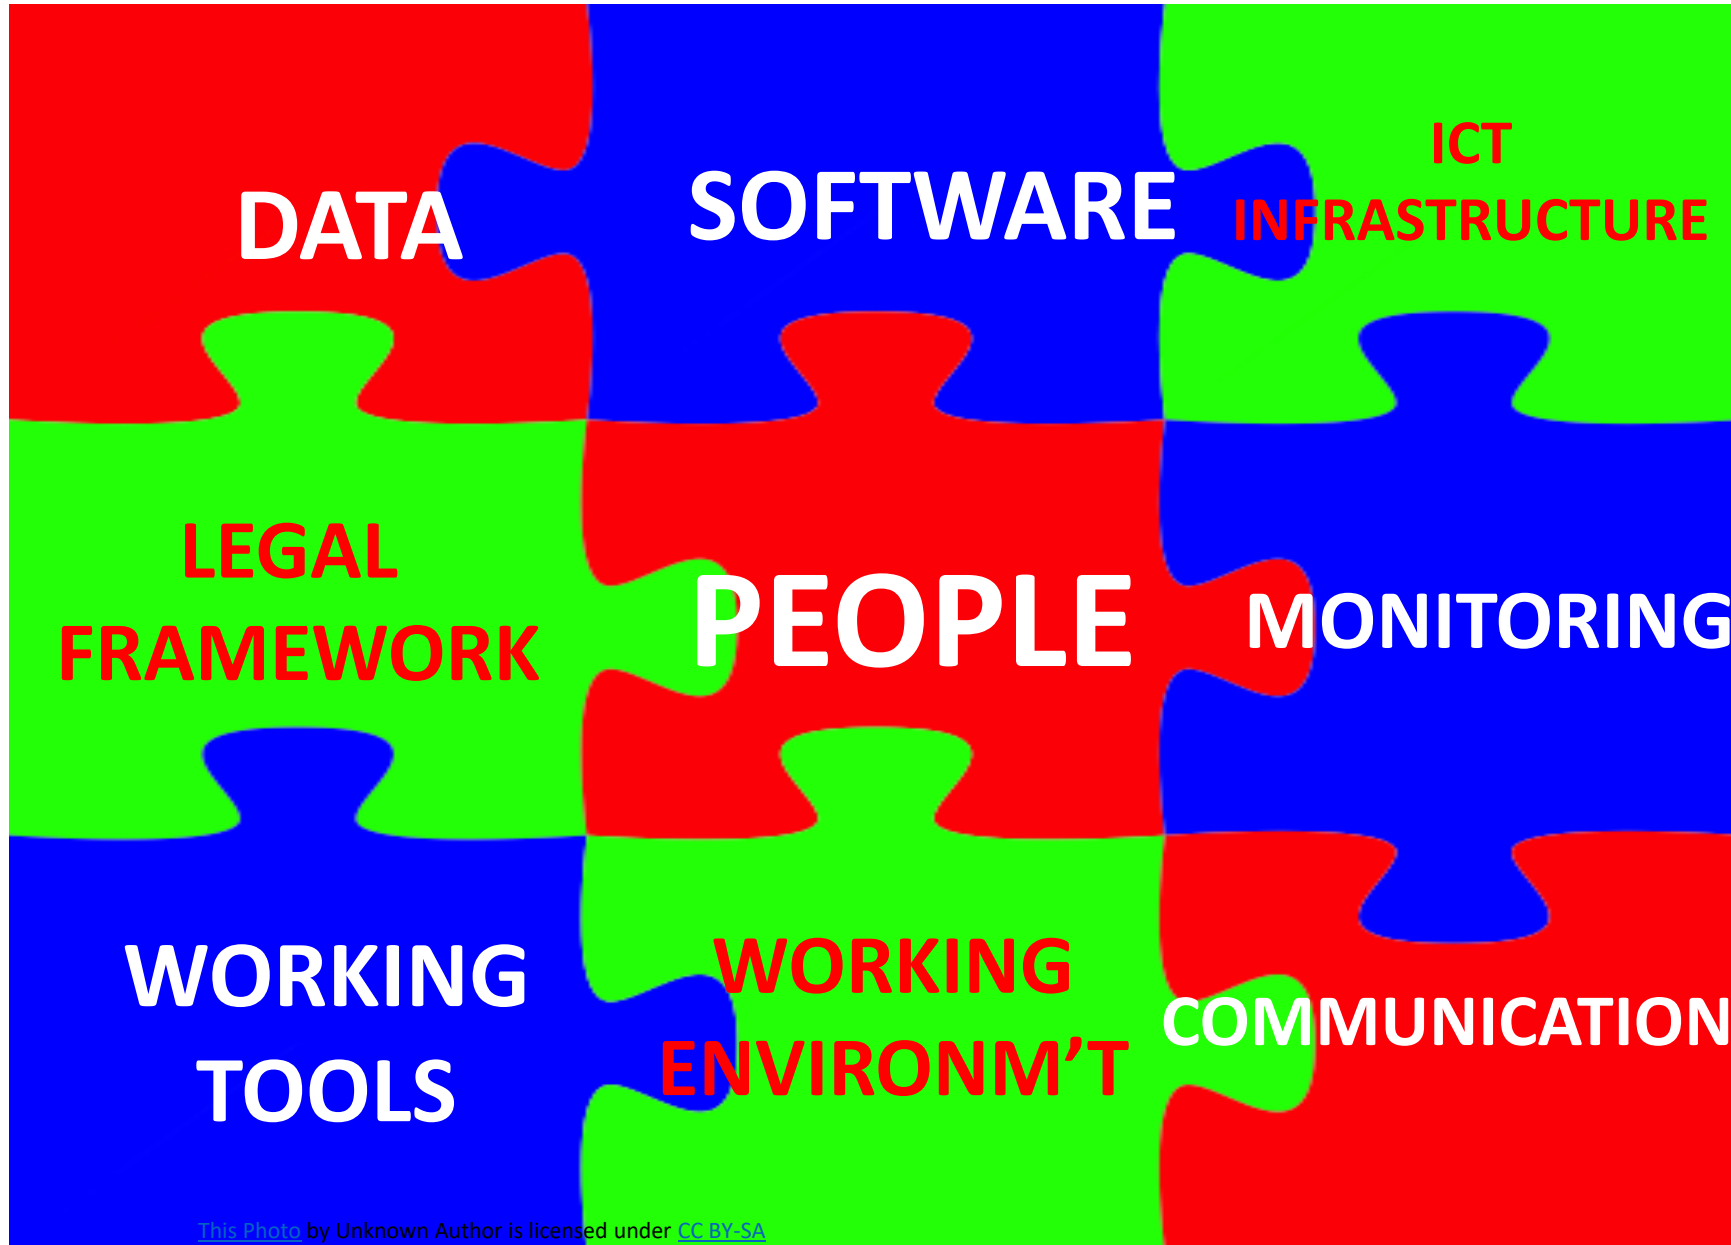 DATA
SOFTWARE
ICT
INFRASTRUCTURE
LEGAL
FRAMEWORK
PEOPLE
MONITORING
WORKING
TOOLS
WORKING
ENVIRONM’T
COMMUNICATION
This Photo by Unknown Author is licensed under CC BY-SA